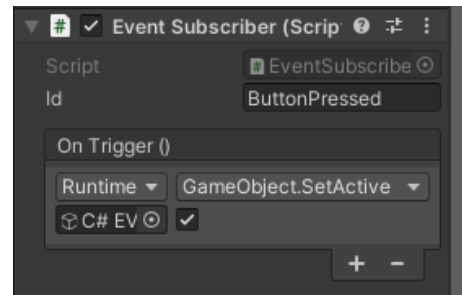 # Event Subscriber (Scrip
Script # EventSubscribe
Id ButtonPressed
On Trigger ()
Runtime GameObject.SetActive
C# EV
+ -